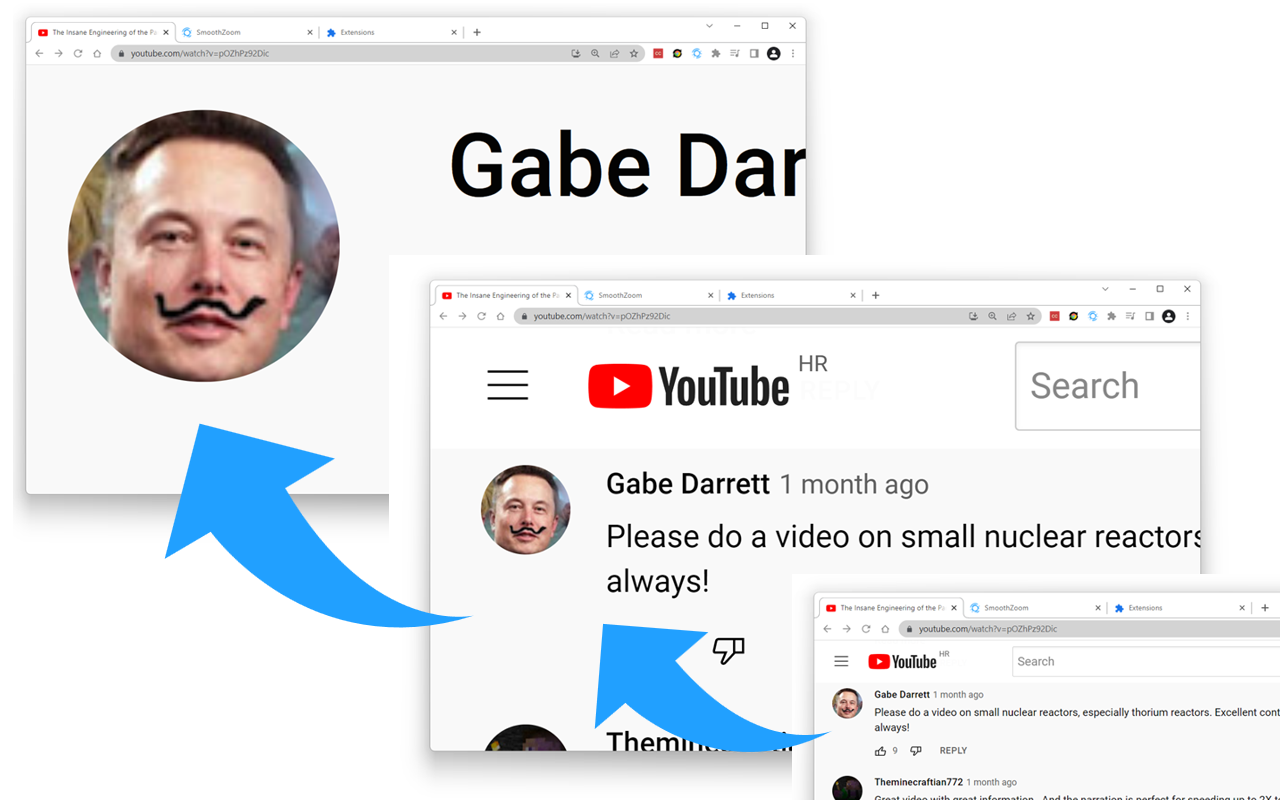 The Insane Engineering of the Pa
SmoothZoom
Extensions
youtube.com/watch?v=pOZhPz92Dic
Gabe Dar
The Insane Engineering of the Pa
SmoothZoom
Extensions
youtube.com/watch?v=pOZhPz92Dic
YouTube HR
Search
REPLY
Gabe Darrett 1 month ago
Please do a video on small nuclear reactors
always!
The Insane Engineering of the Pa
SmoothZoom
Extensions
youtube.com/watch?v=pOZhPz92Dic
YouTube HR
Search
Gabe Darrett 1 month ago
Please do a video on small nuclear reactors, especially thorium reactors. Excellent cont
always!
9 REPLY
Theminecraftian772 1 month ago
Great video with great information. And the narration is perfect for speeding up to 2X t